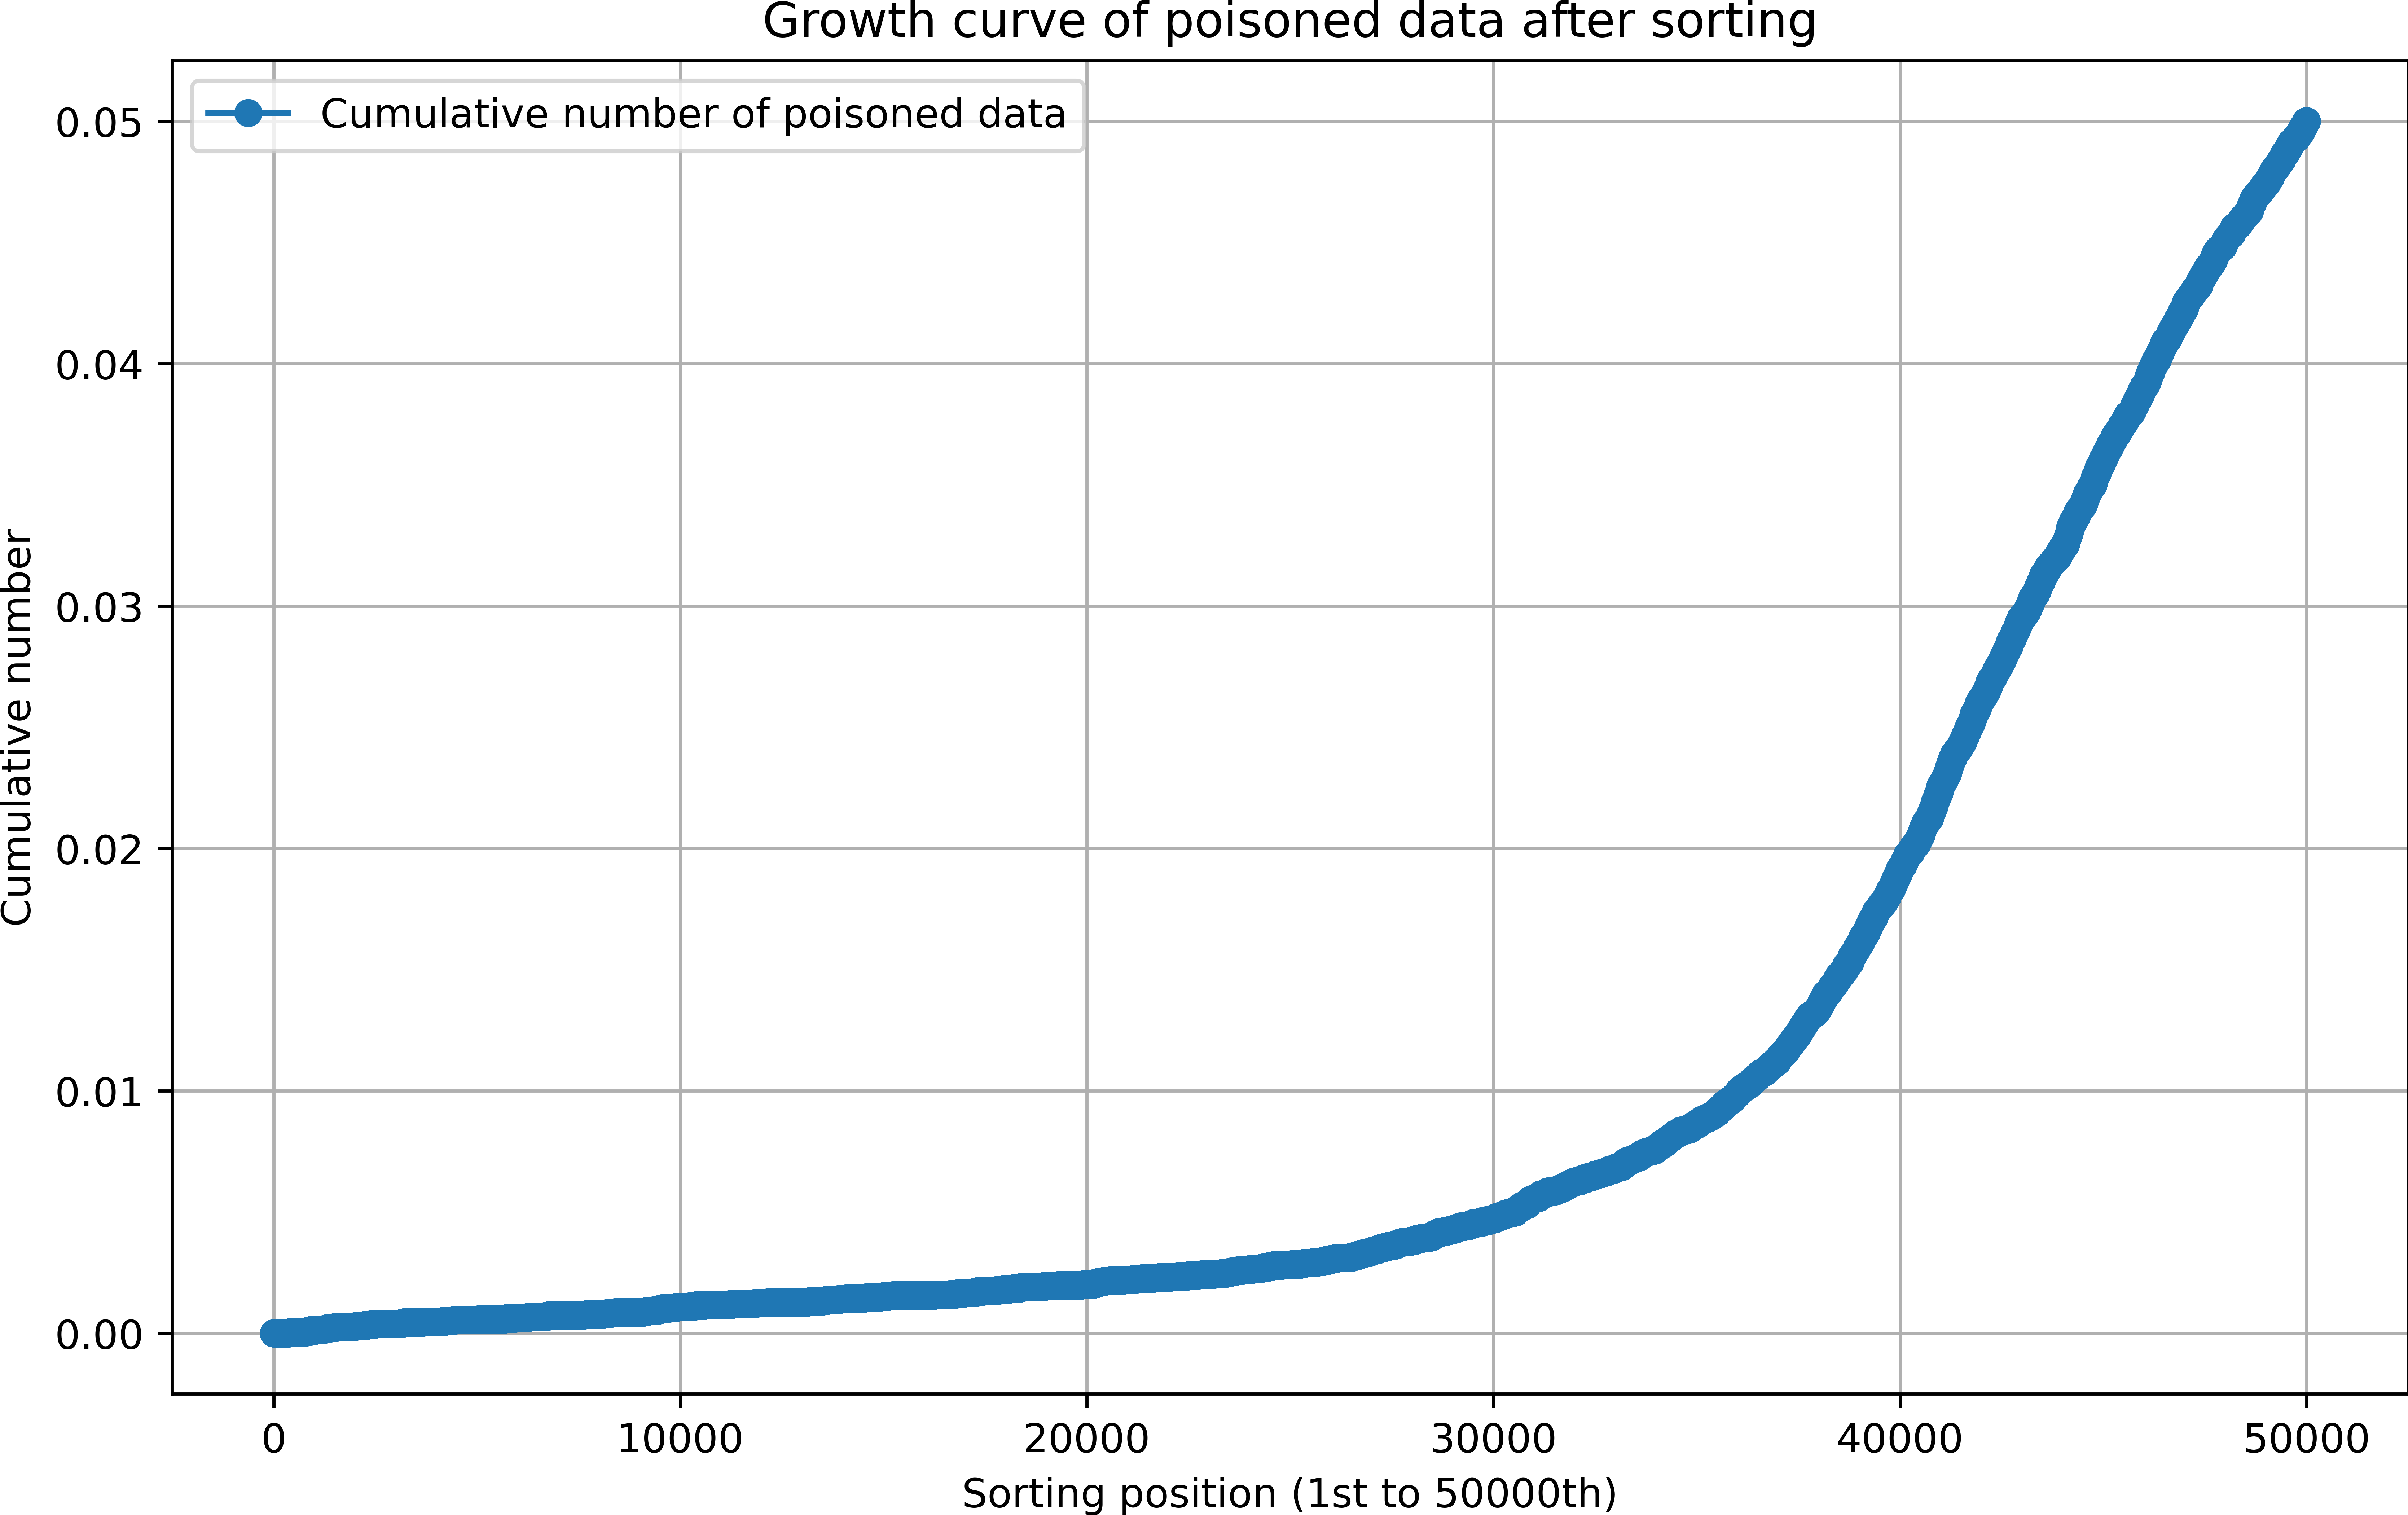 Growth curve of poisoned data after sorting
Cumulative number of poisoned data
0.05
0.04
0.03
0.02
0.01
0.00
Cumulative number
0 10000 20000 30000 40000 50000
Sorting position (1st to 50000th)